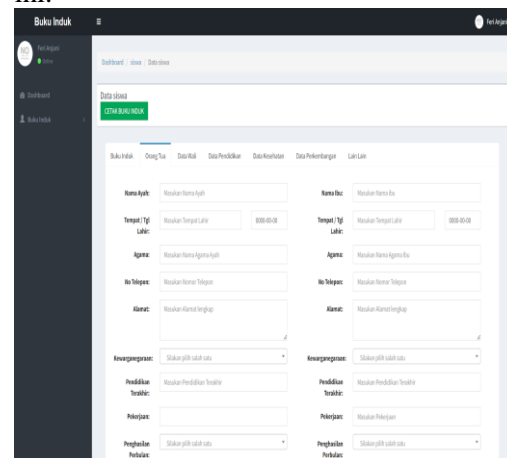 Buku Induk
Feri Anjani
NO
Feri Anjani
Online
Dashboard / siswa / Data siswa
Dashboard
Buku Induk
Data siswa
CETAK BUKU INDUK
Buku Induk Orang Tua Data Wali Data Pendidikan Data Kesehatan Data Perkembangan Lain Lain
Nama Ayah: Masukan Nama Ayah Nama Ibu: Masukan Nama Ibu
Tempat / Tgl Lahir: Masukan Tempat Lahir 0000-00-00 Tempat / Tgl Lahir: Masukan Tempat Lahir 0000-00-00
Agama: Masukan Nama Agama Ayah Agama: Masukan Nama Agama Ibu
No Telepon: Masukan Nomor Telepon No Telepon: Masukan Nomor Telepon
Alamat: Masukan Alamat lengkap Alamat: Masukan Alamat lengkap
Kewarganegaraan: Silakan pilih salah satu Kewarganegaraan: Silakan pilih salah satu
Pendidikan Terakhir: Masukan Pendidikan Terakhir Pendidikan Terakhir: Masukan Pendidikan Terakhir
Pekerjaan: Pekerjaan: Masukan Pekerjaan
Penghasilan Perbulan: Silakan pilih salah satu Penghasilan Perbulan: Silakan pilih salah satu